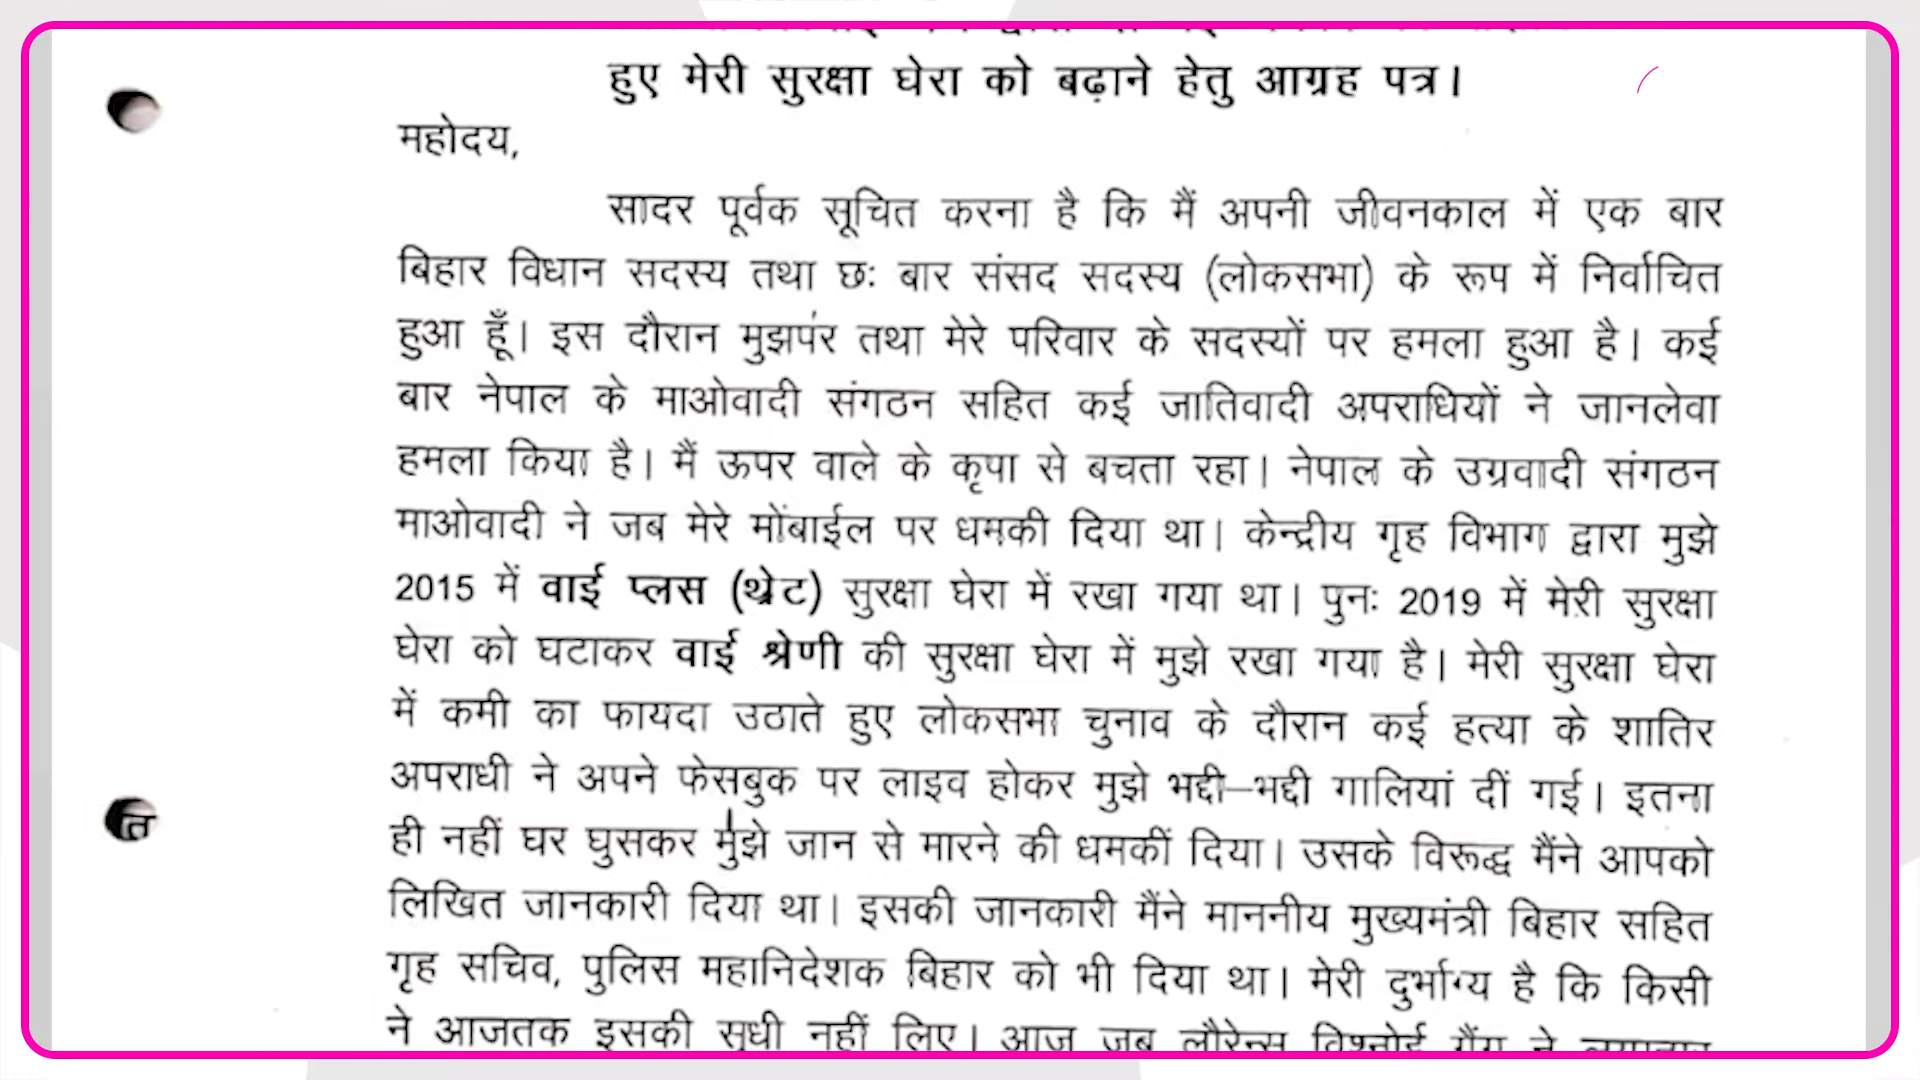 हुए मेरी सुरक्षा घेरा को बढ़ाने हेतु आग्रह पत्र।
महोदय,
सादर पूर्वक सूचित करना है कि मैं अपनी जीवनकाल में एक बार
बिहार विधान सदस्य तथा छः बार संसद सदस्य (लोकसभा) के रूप में निर्वाचित
हुआ हूँ। इस दौरान मुझपर तथा मेरे परिवार के सदस्यों पर हमला हुआ है। कई
बार नेपाल के माओवादी संगठन सहित कई जातिवादी अपराधियों ने जानलेवा
हमला किया है। मैं ऊपर वाले के कृपा से बचता रहा। नेपाल के उग्रवादी संगठन
माओवादी ने जब मेरे मोंबाईल पर धमकी दिया था। केन्द्रीय गृह विभाग द्वारा मुझे
2015 में वाई प्लस (थ्रेट) सुरक्षा घेरा में रखा गया था। पुनः 2019 में मेरी सुरक्षा
घेरा को घटाकर वाई श्रेणी की सुरक्षा घेरा में मुझे रखा गया है। मेरी सुरक्षा घेरा
में कमी का फायदा उठाते हुए लोकसभा चुनाव के दौरान कई हत्या के शातिर
अपराधी ने अपने फेसबुक पर लाइव होकर मुझे भद्दी–भद्दी गालियां दीं गई। इतना
ही नहीं घर घुसकर मुझे जान से मारने की धमकीं दिया। उसके विरूद्ध मैंने आपको
लिखित जानकारी दिया था। इसकी जानकारी मैंने माननीय मुख्यमंत्री बिहार सहित
गृह सचिव, पुलिस महानिदेशक बिहार को भी दिया था। मेरी दुर्भाग्य है कि किसी
ने आजतक इसकी सुधी नहीं लिए। आज जब लौरेन्स विश्नोई गैंग ने
ति